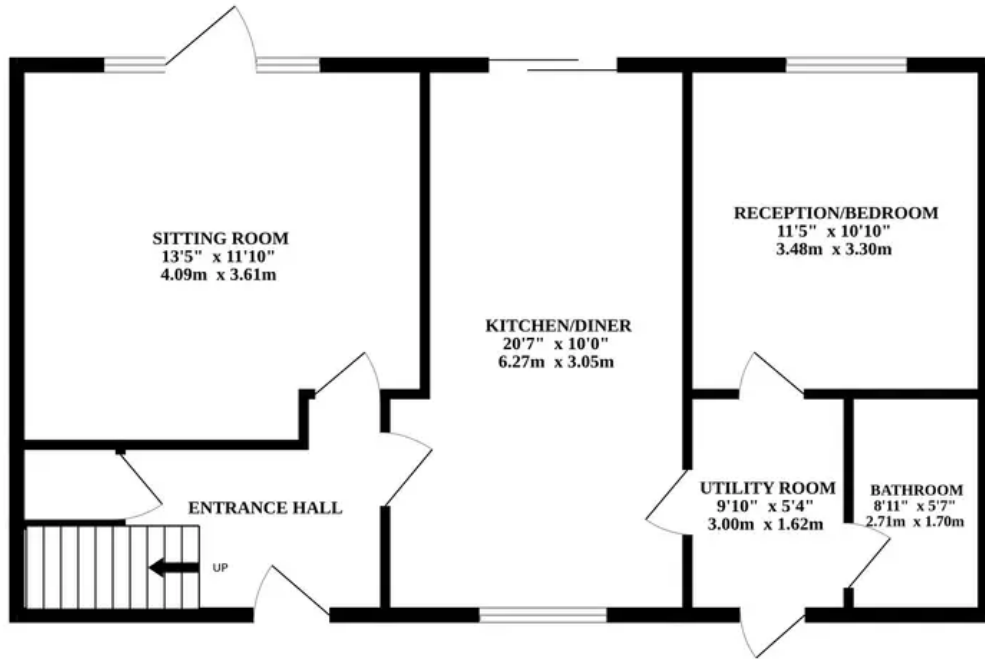 SITTING ROOM
13'5" x 11'10"
4.09m x 3.61m
KITCHEN/DINER
20'7" x 10'0"
6.27m x 3.05m
RECEPTION/BEDROOM
11'5" x 10'10"
3.48m x 3.30m
ENTRANCE HALL
UP
UTILITY ROOM
9'10" x 5'4"
3.00m x 1.62m
BATHROOM
8'11" x 5'7"
2.71m x 1.70m